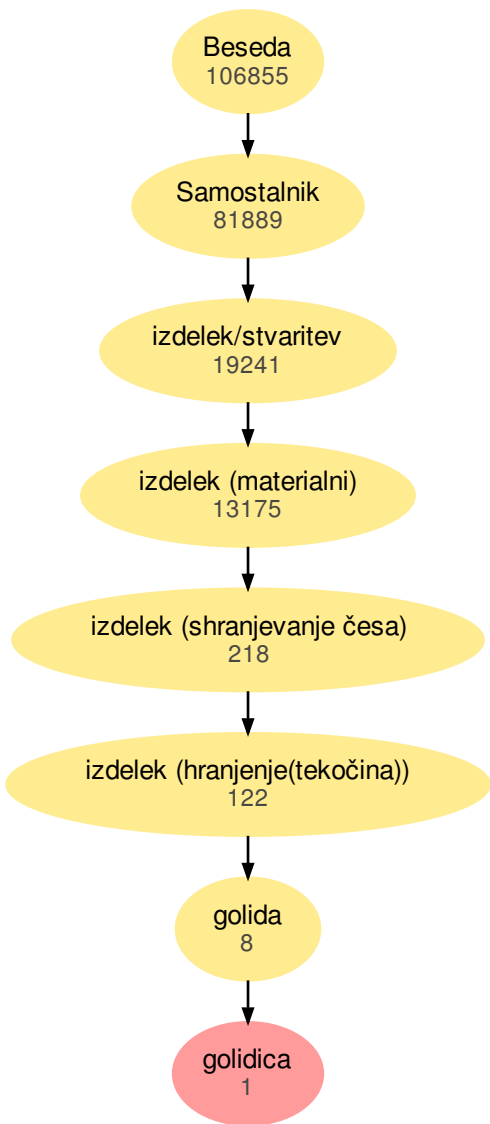 Beseda
106855
Samostalnik
81889
izdelek/stvaritev
19241
izdelek (materialni)
13175
izdelek (shranjevanje česa)
218
izdelek (hranjenje(tekočina))
122
golida
8
golidica
1